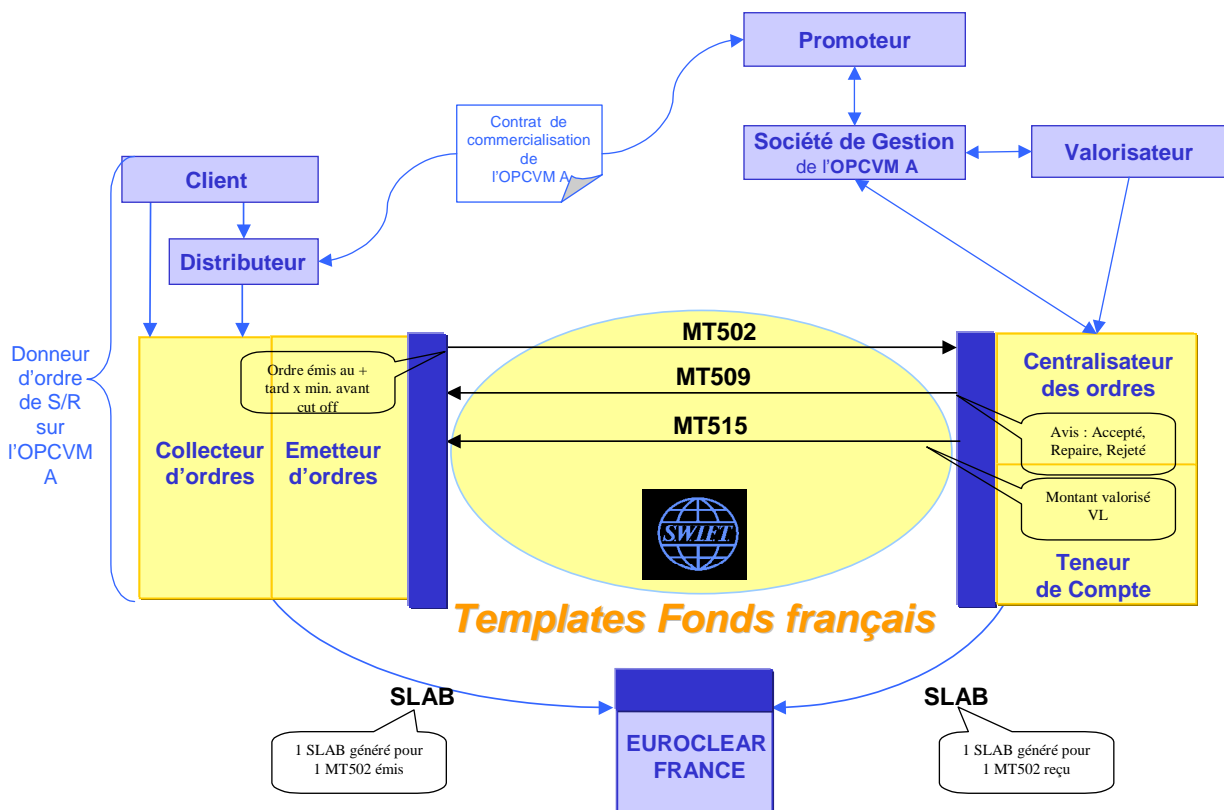 Promoteur
Contrat de
commercialisation
de
l'OPCVM A
Société de Gestion
de l'OPCVM A
Valorisateur
Client
Distributeur
Donneur
d'ordre
de S/R
sur
l'OPCVM
A
Collecteur
d'ordres
Emetteur
d'ordres
Ordre émis au +
tard x min. avant
cut off
MT502
MT509
MT515
SWIFT
Centralisateur
des ordres
Avis : Accepté,
Repaire, Rejeté
Montant valorisé
VL
Teneur
de Compte
Templates Fonds français
SLAB
1 SLAB généré pour
1 MT502 émis
EUROCLEAR
FRANCE
SLAB
1 SLAB généré pour
1 MT502 reçu